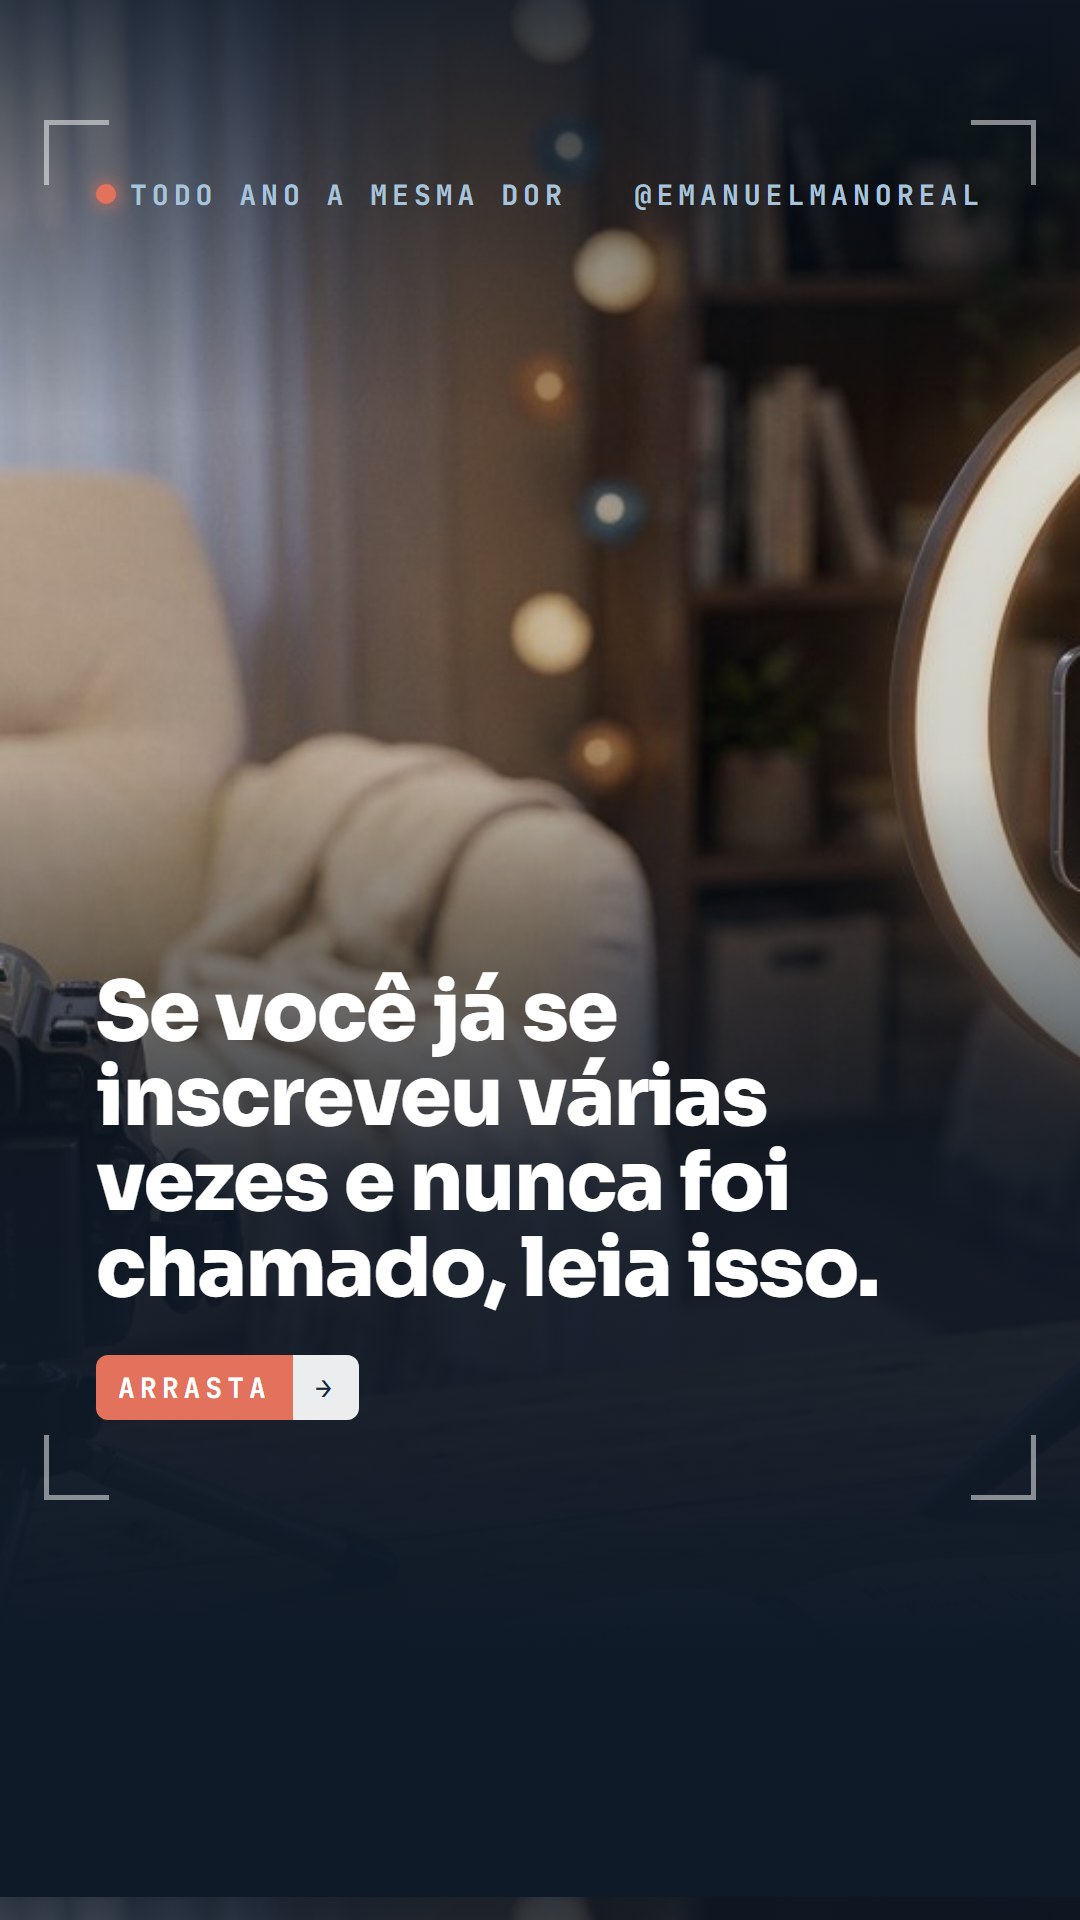 TODO ANO A MESMA DOR
@EMANUELMANOREAL
Se você já se
inscreveu várias
vezes e nunca foi
chamado, leia isso.
ARRASTA →